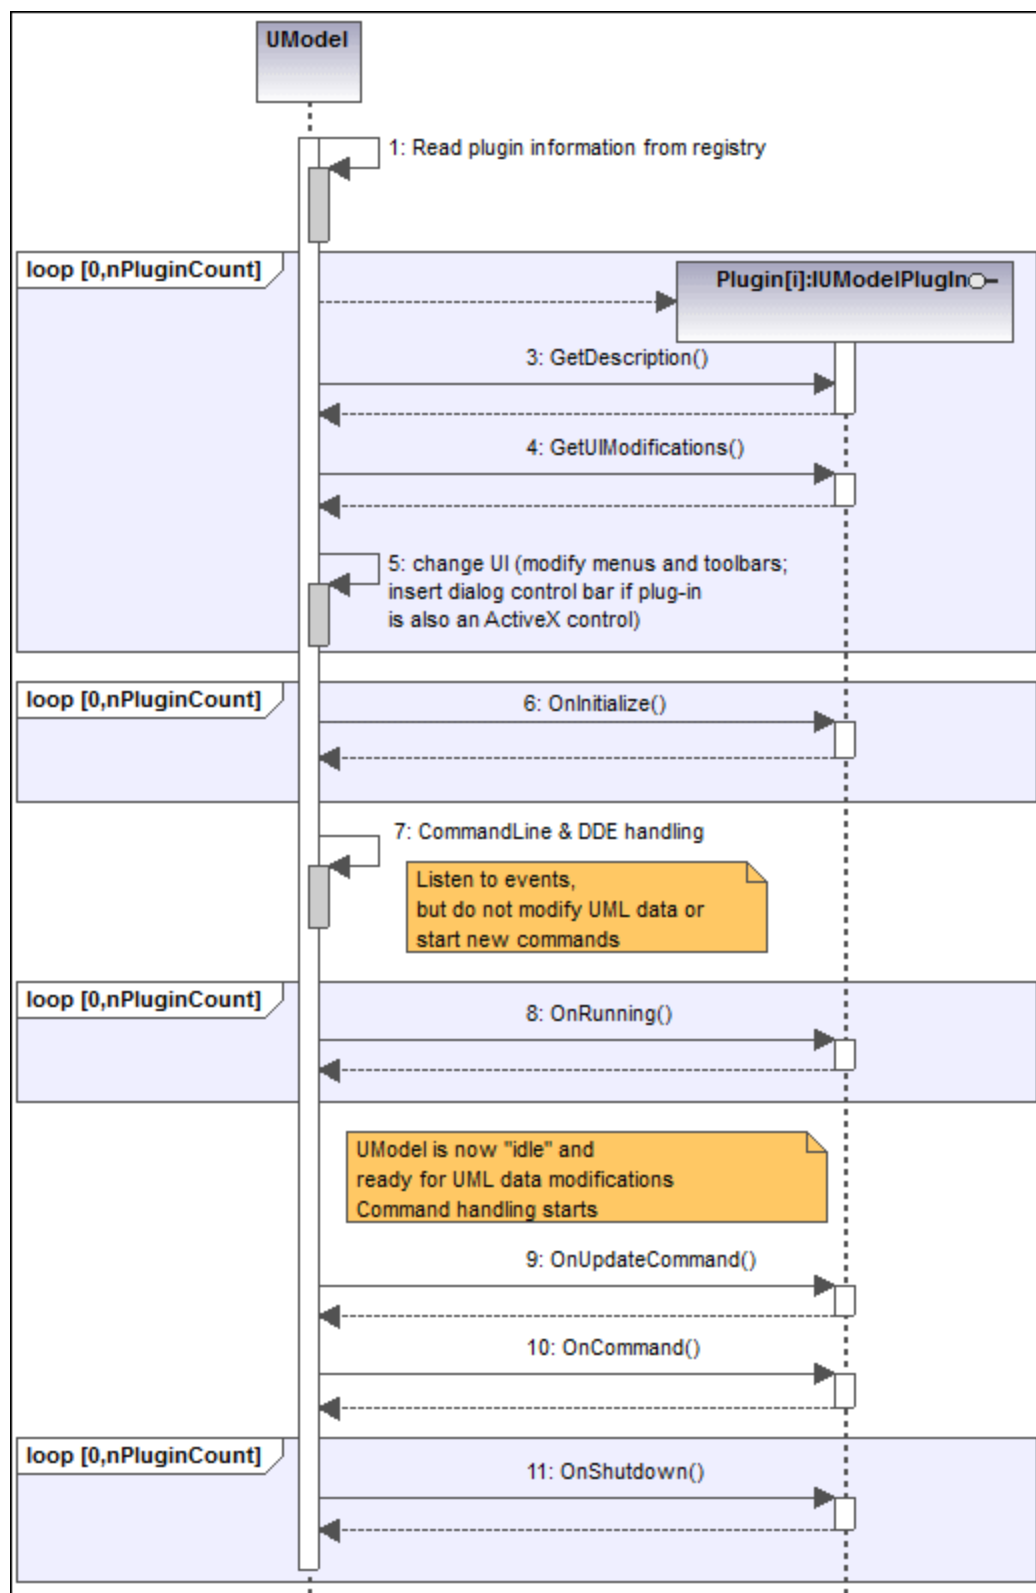 UModel
1: Read plugin information from registry
loop [0,nPluginCount]
Plugin[i]:IUModelPlugIn
3: GetDescription()
4: GetUIModifications()
5: change UI (modify menus and toolbars;
insert dialog control bar if plug-in
is also an ActiveX control)
loop [0,nPluginCount]
6: OnInitialize()
7: CommandLine & DDE handling
Listen to events,
but do not modify UML data or
start new commands
loop [0,nPluginCount]
8: OnRunning()
UModel is now "idle" and
ready for UML data modifications
Command handling starts
9: OnUpdateCommand()
10: OnCommand()
loop [0,nPluginCount]
11: OnShutdown()